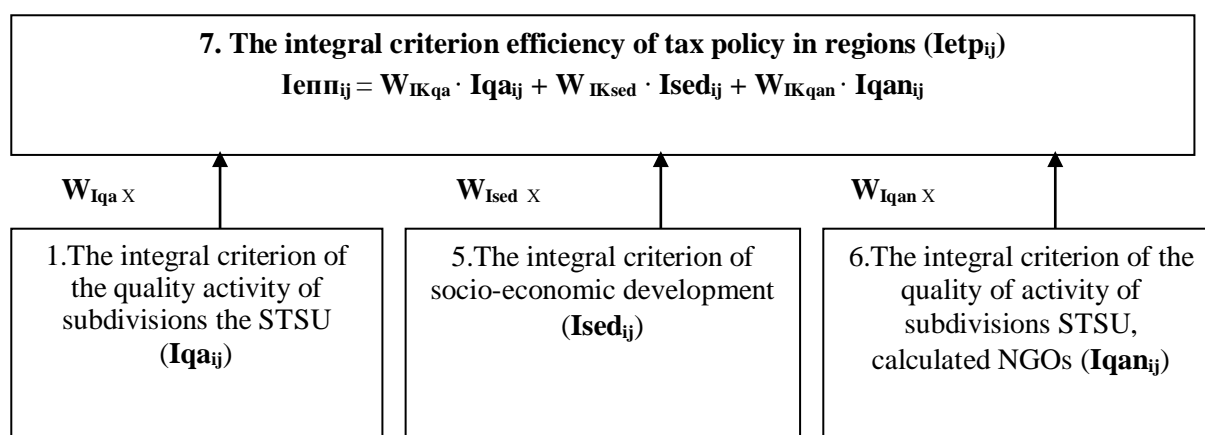 7. The integral criterion efficiency of tax policy in regions (Ietpij)
Ieппij = WIKqa · Iqaij + W IKsed · Isedij + WIKqan · Iqanij
WIqa X
WIsed X
WIqan X
1.The integral criterion of
the quality activity of
subdivisions the STSU
(Iqaij)
5.The integral criterion of
socio-economic development
(Isedij)
6.The integral criterion of the
quality of activity of
subdivisions STSU,
calculated NGOs (Iqanij)